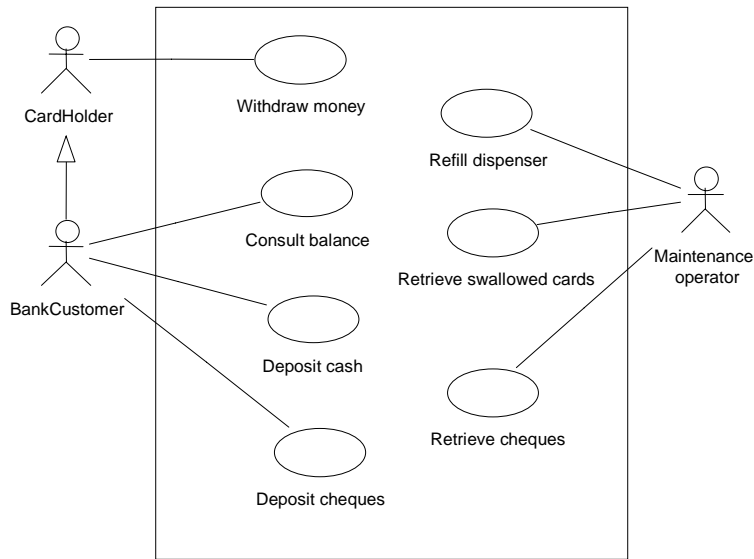 Withdraw money
CardHolder
Refill dispenser
Consult balance
Retrieve swallowed cards
Maintenance
operator
BankCustomer
Deposit cash
Retrieve cheques
Deposit cheques